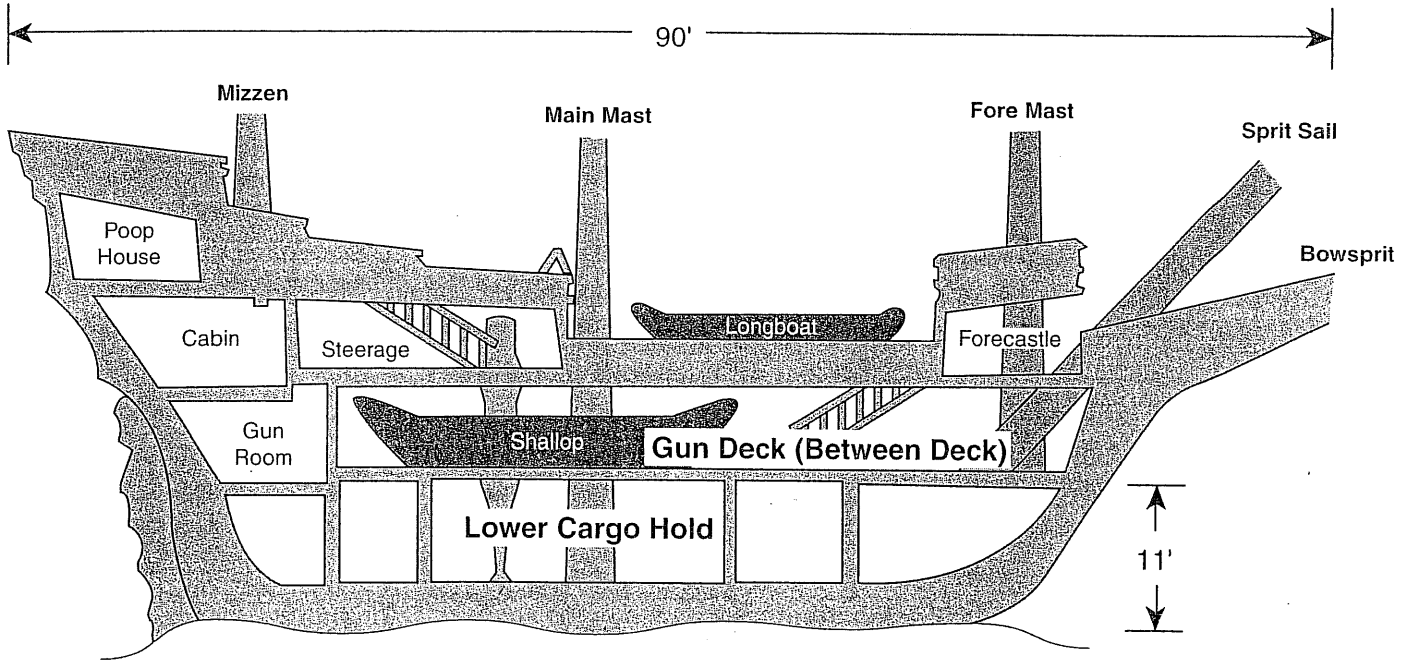 90'
Mizzen
Main Mast
Fore Mast
Sprit Sail
Poop
House
Bowsprit
Cabin
Steerage
Longboat
Forecastle
Gun
Room
Shallop
Gun Deck (Between Deck)
Lower Cargo Hold
11'